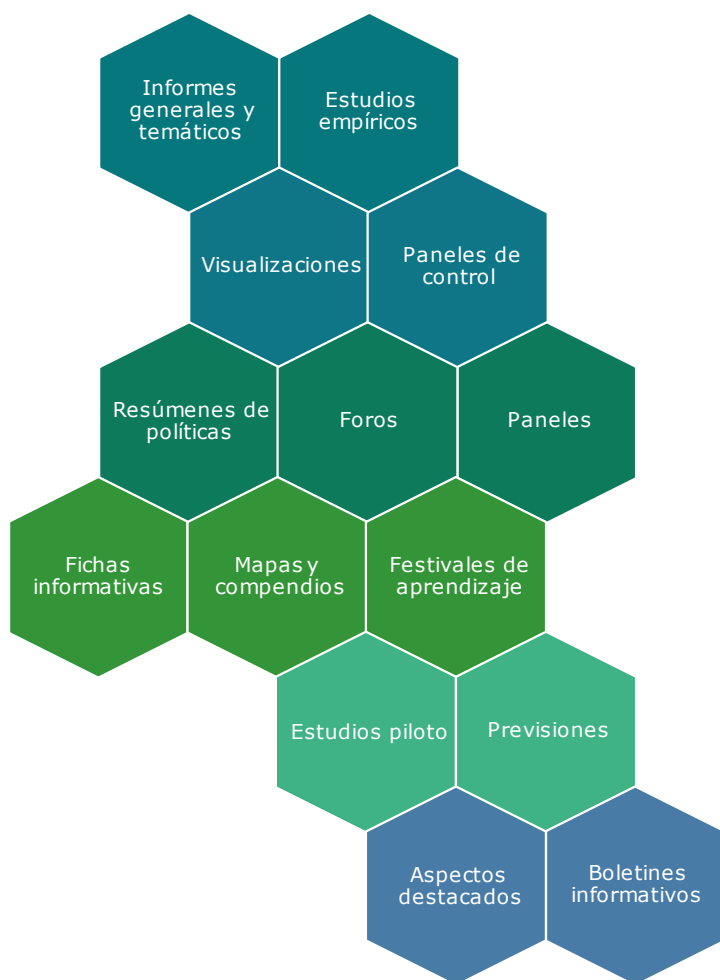 Informes
generales y
temáticos
Estudios
empíricos
Visualizaciones
Paneles de
control
Resúmenes de
políticas
Foros
Paneles
Fichas
informativas
Mapas y
compendios
Festivales de
aprendizaje
Estudios piloto
Previsiones
Aspectos
destacados
Boletines
informativos